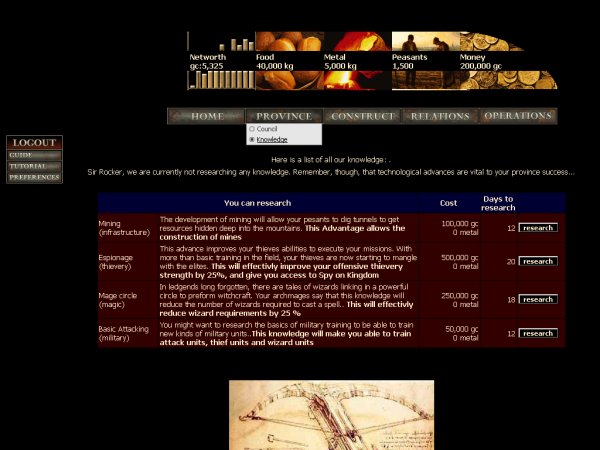 Networth
gc:5,325
Food
40,000 kg
Metal
5,000 kg
Peasants
1,500
Money
200,000 gc
HOME
PROVINCE
CONSTRUCT
RELATIONS
OPERATIONS
Council
Knowledge
LOGOUT
GUIDE
TUTORIAL
PREFERENCES
Here is a list of all our knowledge: .
Sir Rocker, we are currently not researching any knowledge. Remember, though, that technological advances are vital to your province success...
You can research
Cost
Days to
research
Mining
(infrastructure)
The development of mining will allow your pesants to dig tunnels to get
resources hidden deep into the mountains. This Advantage allows the
construction of mines
100,000 gc
0 metal
12
research
Espionage
(thievery)
This advance improves your thieves abilities to execute your missions. With
more than basic training in the field, your thieves are now starting to mangle
with the elites. This will effectivly improve your offensive thievery
strength by 25%, and give you access to Spy on Kingdom
500,000 gc
0 metal
20
research
Mage circle
(magic)
In ledgends long forgotten, there are tales of wizards linking in a powerful
circle to preform witchcraft. Your archmages say that this knowledge will
reduce the number of wizards required to cast a spell.. This will effectivly
reduce wizard requirements by 25 %
250,000 gc
0 metal
18
research
Basic Attacking
(military)
You might want to research the basics of military training to be able to train
new kinds of military units..This knowledge will make you able to train
attack units, thief units and wizard units
50,000 gc
0 metal
12
research